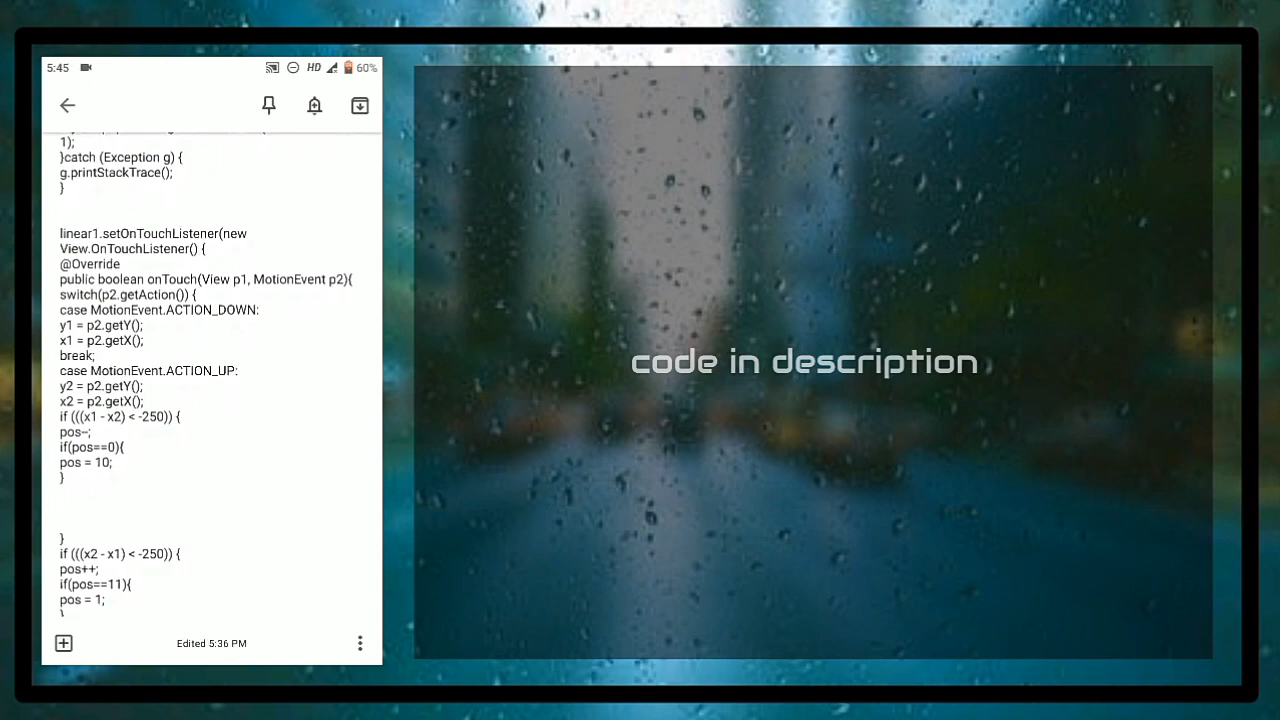 5:45
HD
60%
1);
}catch (Exception g) {
g.printStackTrace();
}
linear1.setOnTouchListener(new
View.OnTouchListener() {
@Override
public boolean onTouch(View p1, MotionEvent p2){
switch(p2.getAction()) {
case MotionEvent.ACTION_DOWN:
y1 = p2.getY();
x1 = p2.getX();
break;
case MotionEvent.ACTION_UP:
y2 = p2.getY();
x2 = p2.getX();
if (((x1 - x2) < -250)) {
pos--;
if(pos==0){
pos = 10;
}
}
if (((x2 - x1) < -250)) {
pos++;
if(pos==11){
pos = 1;
}
Edited 5:36 PM
code in description